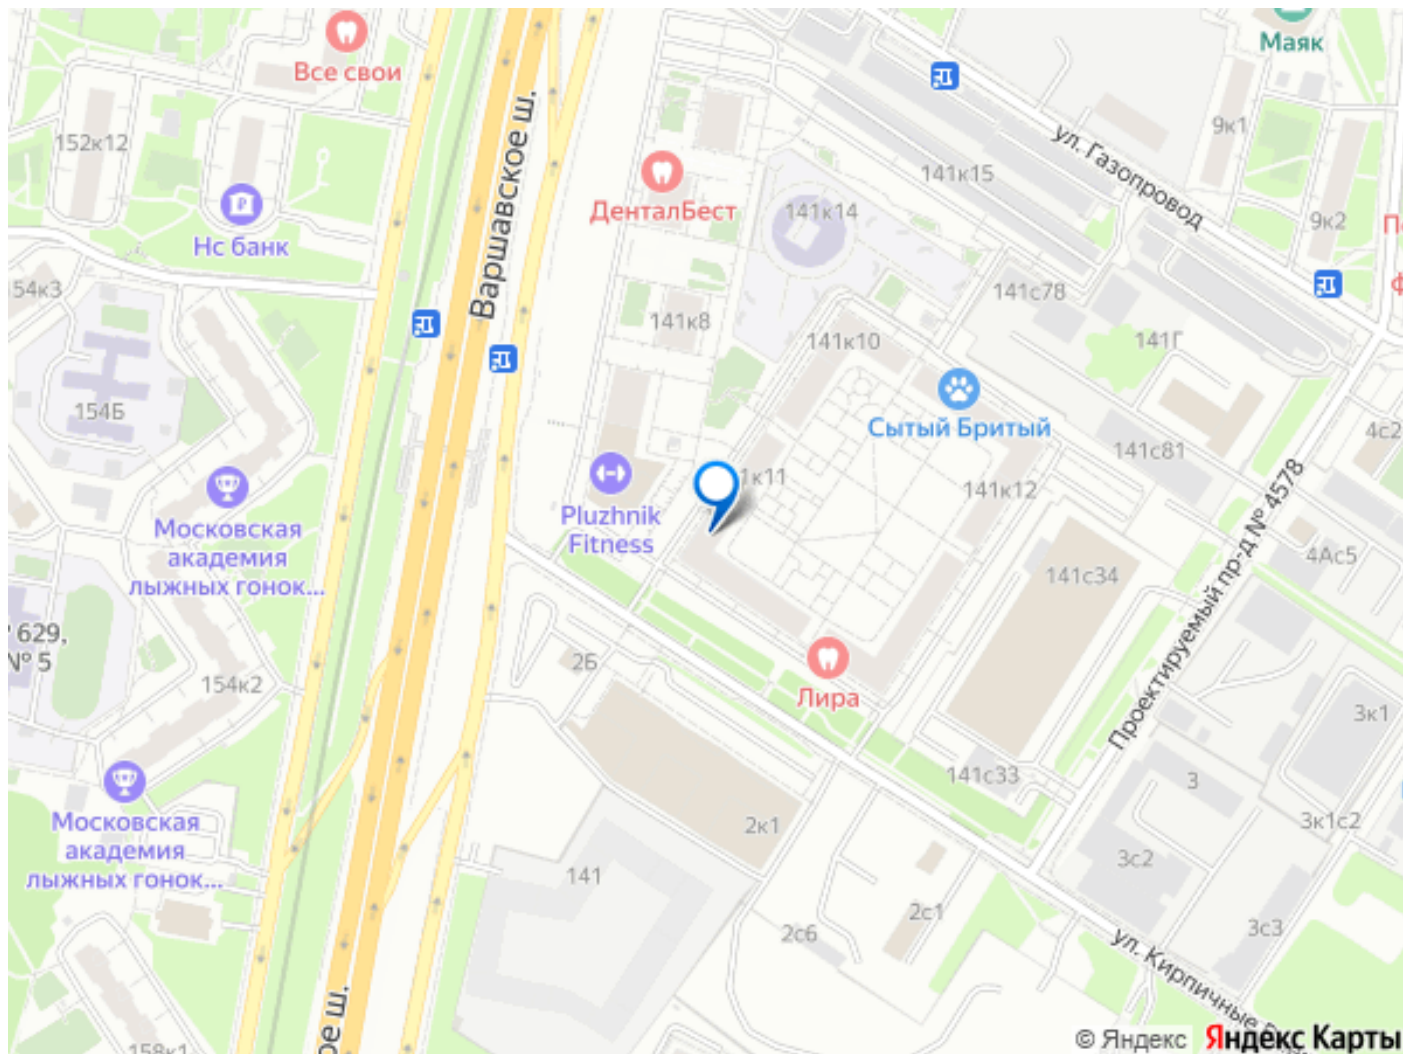 Маяк
Все свои
ул. Газопровод
9к1
152к12
Варшавское ш.
141к15
ДенталБест
141к14
9к2
Нс банк
54к3
141к78
141к8
141к10
141Г
154Б
Сытый Бритый
4с2
141с81
1к11
141к12
Pluzhnik
Fitness
Московская
академия
лыжных гонок...
Проектируемый пр-д № 4578
4Ас5
141с34
629,
№ 5
2Б
154к2
Лира
3к1
141с33
3
Московская
академия
лыжных гонок...
2к1
3к1с2
3с2
141
2с1
3с3
2с6
ул. Кирпичные
ое ш.
158к1
© Яндекс
Яндекс Карты